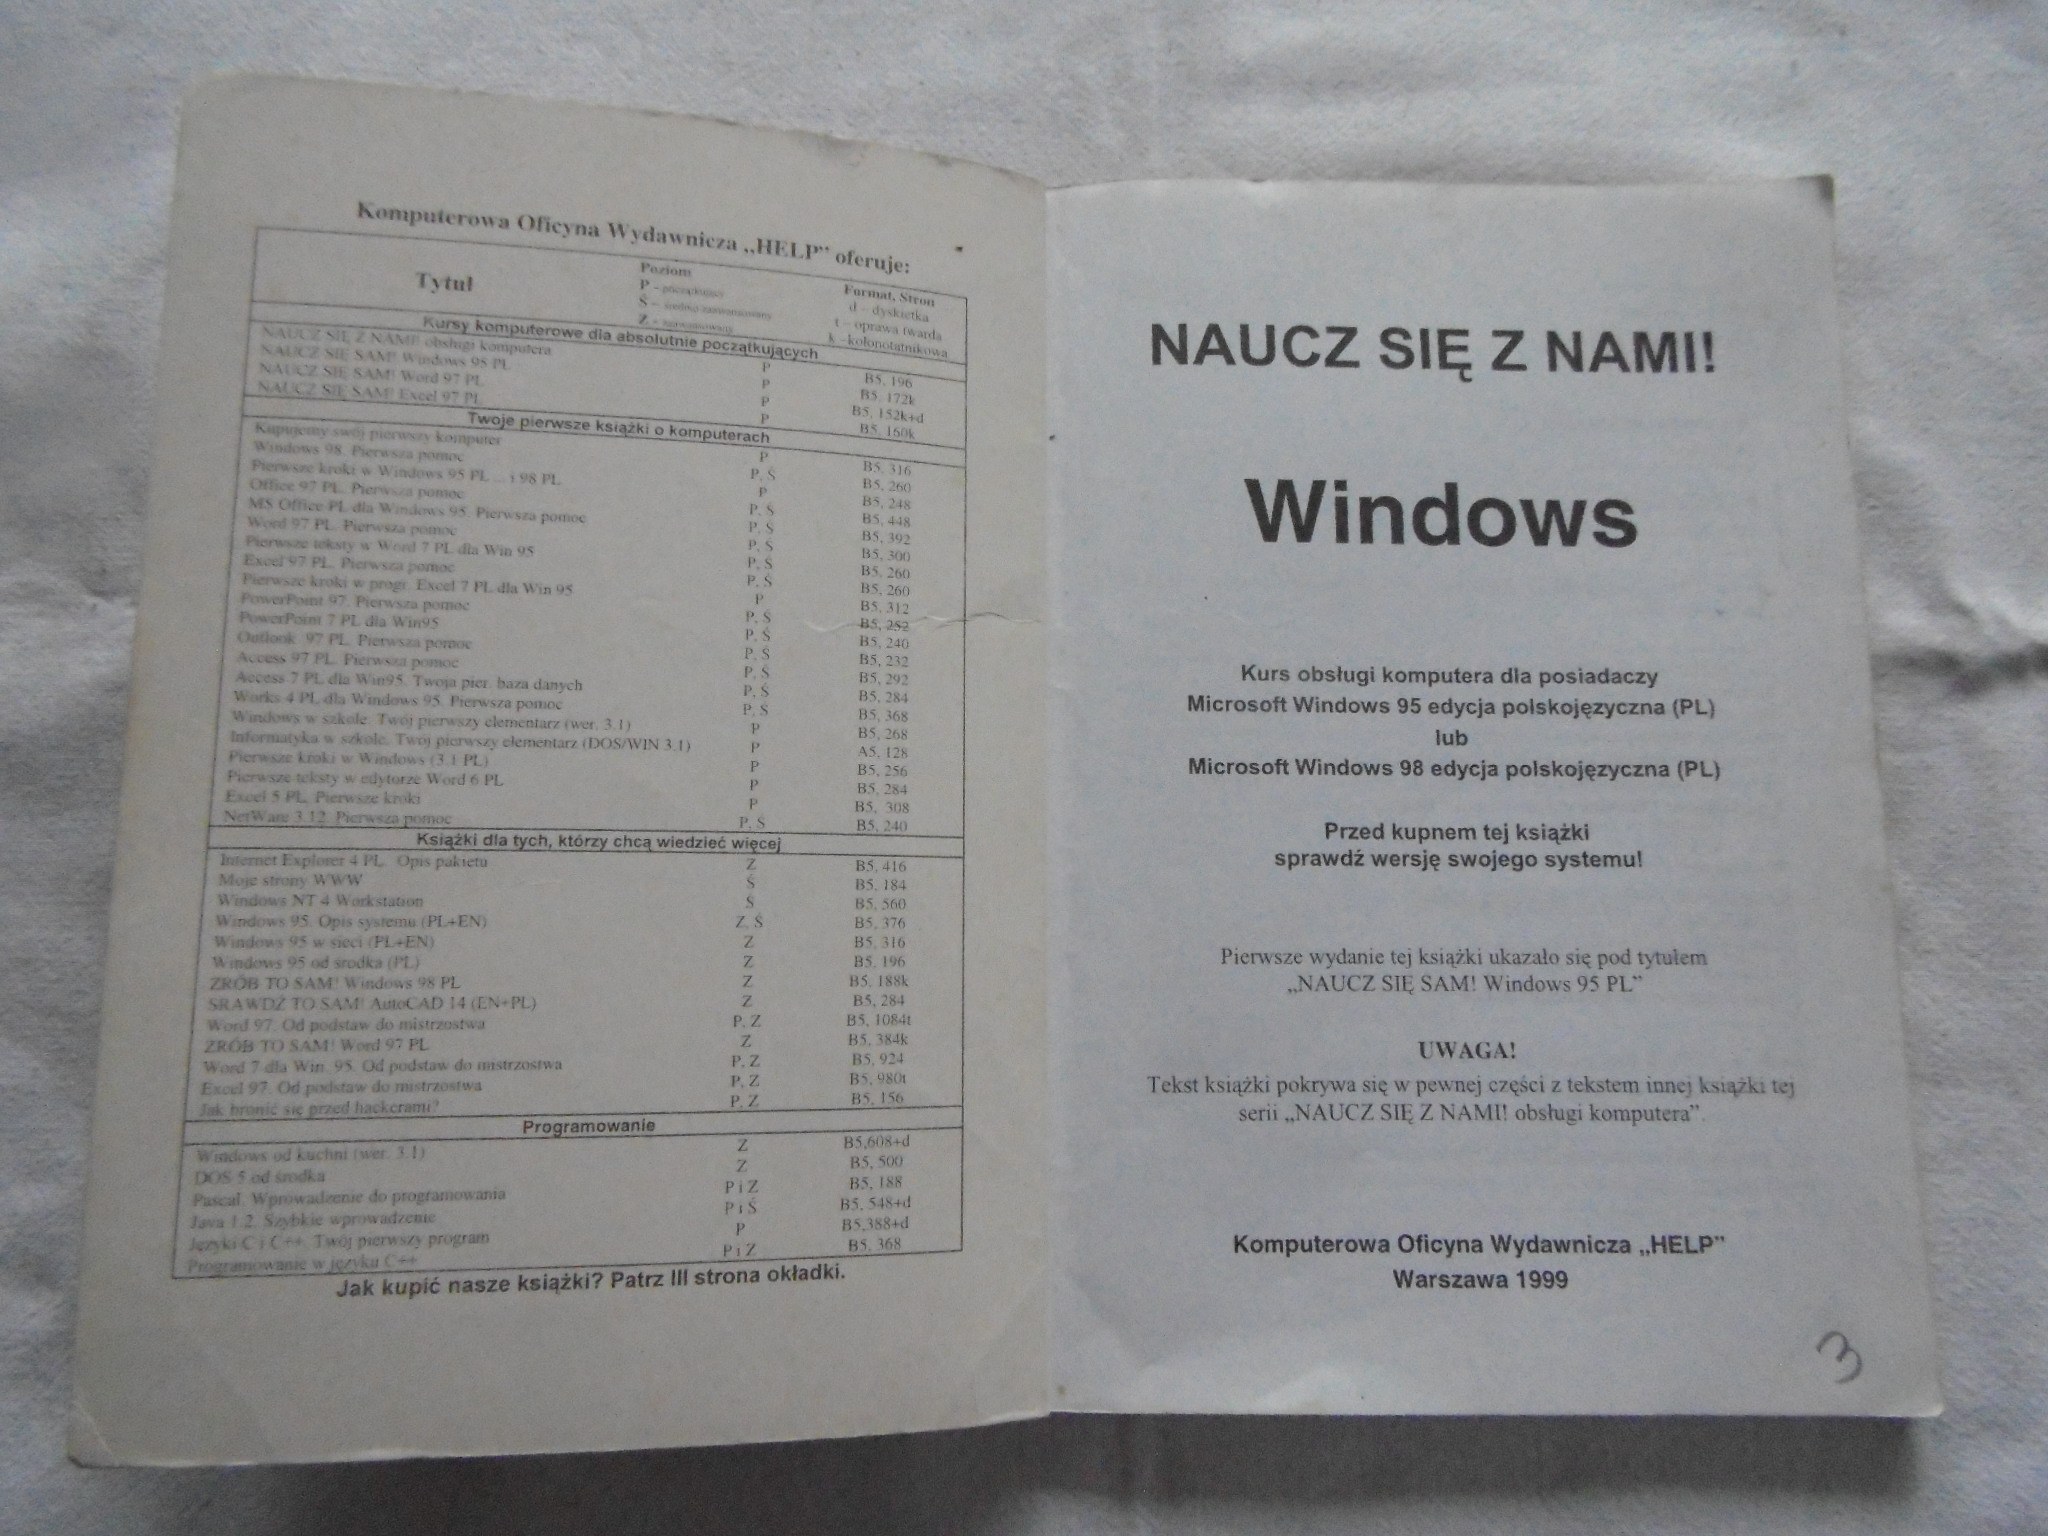 Komputerowa Oficyna Wydawnicza „HELP” oferuje:
Tytuł
Poziom
P - początkujący
Ś - średnio zaawansowany
Z - zaawansowany
Format, Stron
d - dyskietka
t - oprawa twarda
k - kołonotatnikowa
Kursy komputerowe dla absolutnie początkujących
NAUCZ SIĘ Z NAMI! obsługi komputera P B5, 196
NAUCZ SIĘ SAM! Windows 95 PL P B5, 172k
NAUCZ SIĘ SAM! Word 97 PL P B5, 152k+d
NAUCZ SIĘ SAM! Excel 97 PL P B5, 160k
Twoje pierwsze książki o komputerach
Kupujemy swój pierwszy komputer P B5, 316
Windows 98. Pierwsza pomoc P, Ś B5, 260
Pierwsze kroki w Windows 95 PL ... i 98 PL P B5, 248
Office 97 PL. Pierwsza pomoc P, Ś B5, 448
MS Office PL dla Windows 95. Pierwsza pomoc P, Ś B5, 392
Word 97 PL. Pierwsza pomoc P, Ś B5, 300
Pierwsze teksty w Word 7 PL dla Win 95 P, Ś B5, 260
Excel 97 PL. Pierwsza pomoc P, Ś B5, 260
Pierwsze kroki w progr. Excel 7 PL dla Win 95 P B5, 312
PowerPoint 97. Pierwsza pomoc P, Ś B5, 252
PowerPoint 7 PL dla Win95 P, Ś B5, 240
Outlook 97 PL. Pierwsza pomoc P, Ś B5, 232
Access 97 PL. Pierwsza pomoc P, Ś B5, 292
Access 7 PL dla Win95. Twoja pier. baza danych P, Ś B5, 284
Works 4 PL dla Windows 95. Pierwsza pomoc P, Ś B5, 368
Windows w szkole. Twój pierwszy elementarz (wer. 3.1) P B5, 268
Informatyka w szkole. Twój pierwszy elementarz (DOS/WIN 3.1) P A5, 128
Pierwsze kroki w Windows (3.1 PL) P B5, 256
Pierwsze teksty w edytorze Word 6 PL P B5, 284
Excel 5 PL. Pierwsze kroki P B5, 308
NetWare 3.12. Pierwsza pomoc P, Ś B5, 240
Książki dla tych, którzy chcą wiedzieć więcej
Internet Explorer 4 PL. Opis pakietu Z B5, 416
Moje strony WWW Ś B5, 184
Windows NT 4 Workstation Ś B5, 560
Windows 95. Opis systemu (PL+EN) Z, Ś B5, 376
Windows 95 w sieci (PL+EN) Z B5, 316
Windows 95 od środka (PL) Z B5, 196
ZRÓB TO SAM! Windows 98 PL Z B5, 188k
SRAWDŹ TO SAM! AutoCAD 14 (EN+PL) Z B5, 284
Word 97. Od podstaw do mistrzostwa P, Z B5, 1084t
ZRÓB TO SAM! Word 97 PL Z B5, 384k
Word 7 dla Win. 95. Od podstaw do mistrzostwa P, Z B5, 924
Excel 97. Od podstaw do mistrzostwa P, Z B5, 980t
Jak bronić się przed hackerami? P, Z B5, 156
Programowanie
Windows od kuchni (wer. 3.1) Z B5,608+d
DOS 5 od środka Z B5, 500
Pascal. Wprowadzenie do programowania P i Z B5, 188
Java 1.2. Szybkie wprowadzenie P i Ś B5, 548+d
Języki C i C++. Twój pierwszy program P B5,388+d
Programowanie w języku C++ P i Z B5, 368
Jak kupić nasze książki? Patrz III strona okładki.
NAUCZ SIĘ Z NAMI!
Windows
Kurs obsługi komputera dla posiadaczy
Microsoft Windows 95 edycja polskojęzyczna (PL)
lub
Microsoft Windows 98 edycja polskojęzyczna (PL)
Przed kupnem tej książki
sprawdź wersję swojego systemu!
Pierwsze wydanie tej książki ukazało się pod tytułem
„NAUCZ SIĘ SAM! Windows 95 PL”
UWAGA!
Tekst książki pokrywa się w pewnej części z tekstem innej książki tej
serii „NAUCZ SIĘ Z NAMI! obsługi komputera”.
Komputerowa Oficyna Wydawnicza „HELP”
Warszawa 1999
3